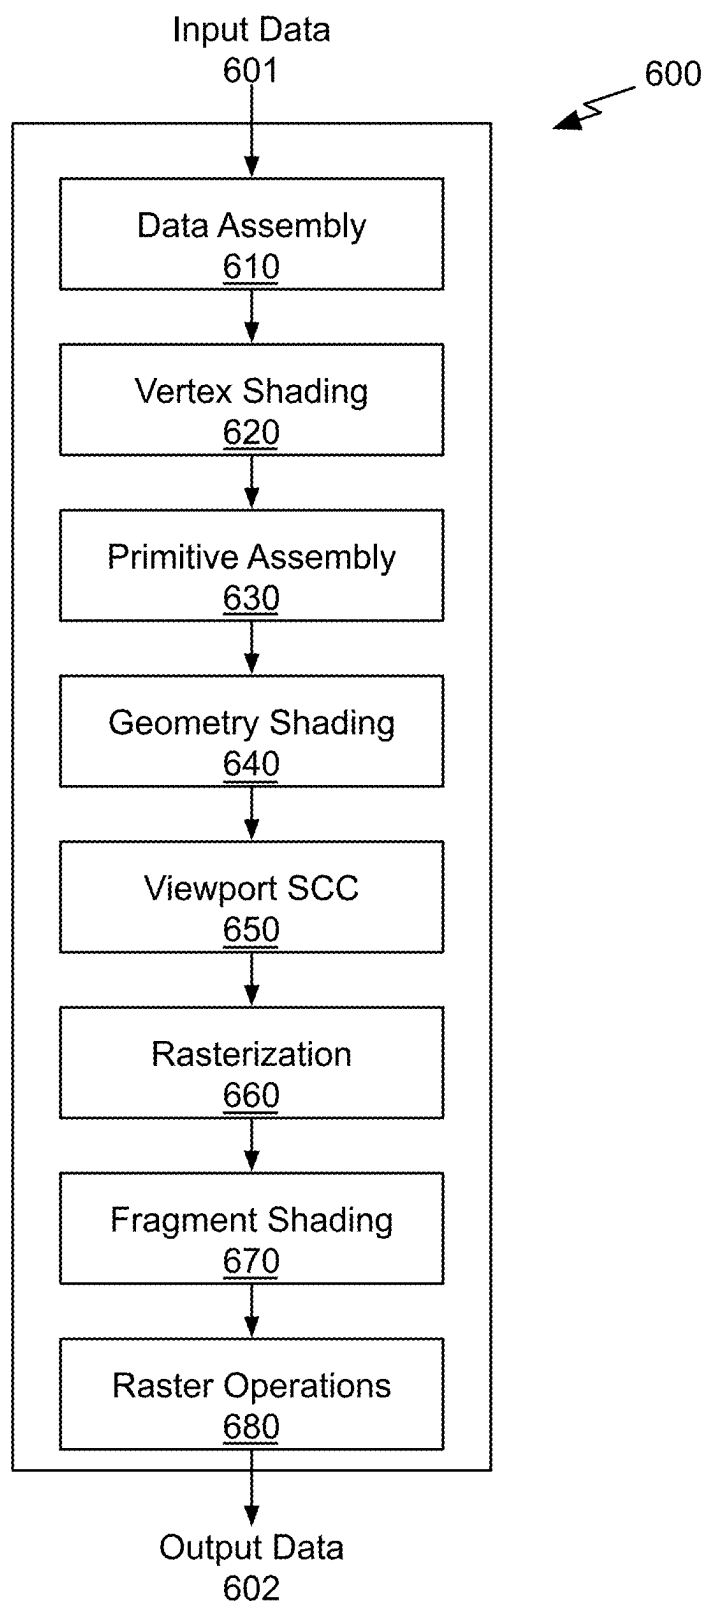 Input Data
601
600
Data Assembly
610
Vertex Shading
620
Primitive Assembly
630
Geometry Shading
640
Viewport SCC
650
Rasterization
660
Fragment Shading
670
Raster Operations
680
Output Data
602